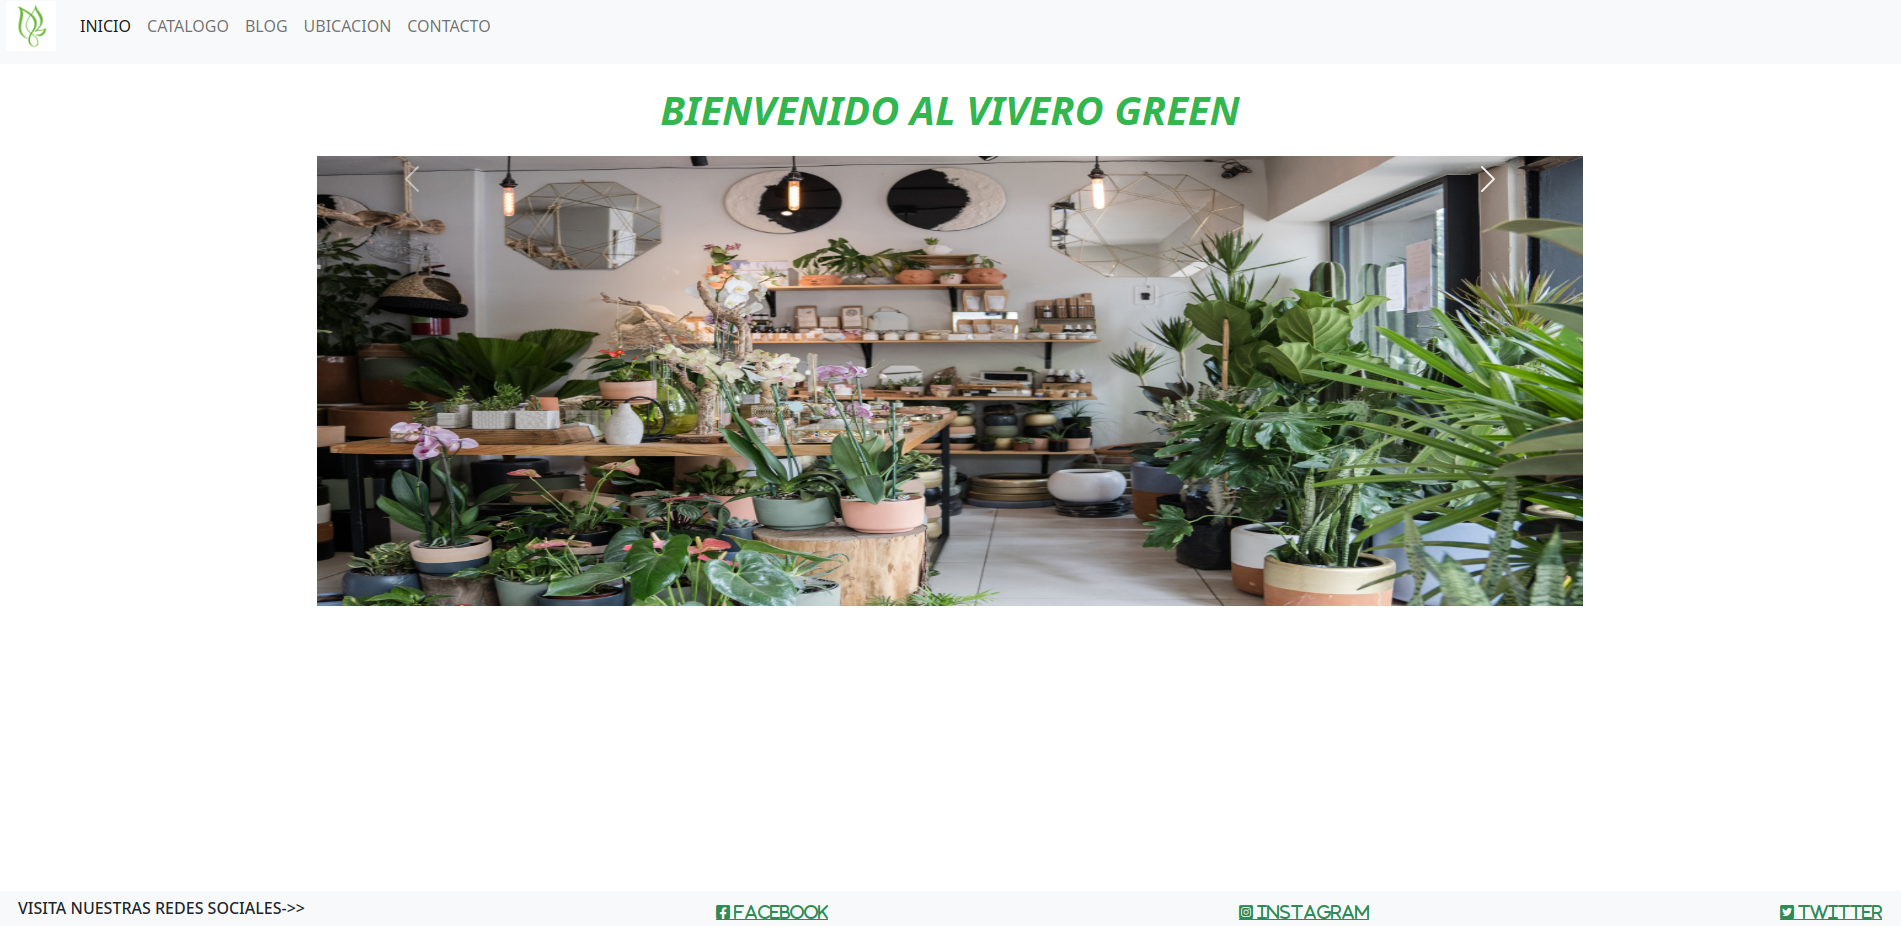 INICIO CATALOGO BLOG UBICACION CONTACTO
BIENVENIDO AL VIVERO GREEN
VISITA NUESTRAS REDES SOCIALES->> FACEBOOK INSTAGRAM TWITTER